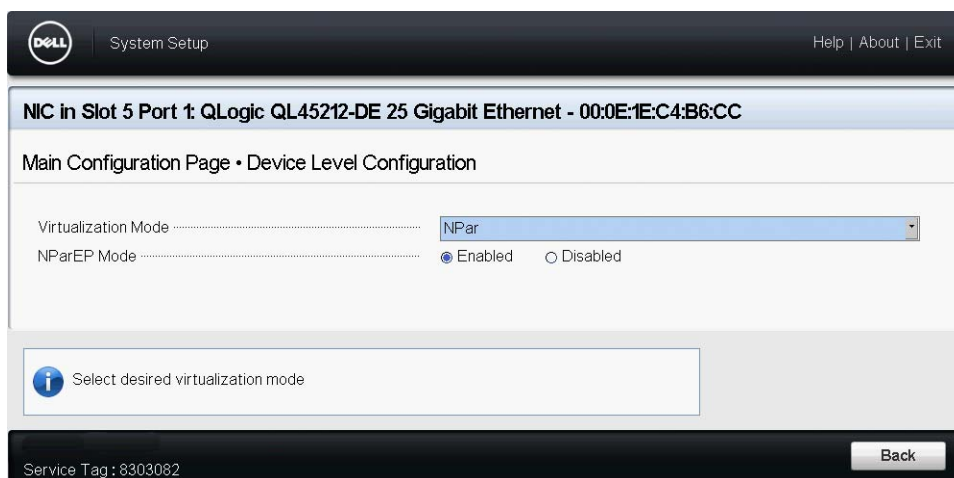 DELL
System Setup
Help | About | Exit
NIC in Slot 5 Port 1: QLogic QL45212-DE 25 Gigabit Ethernet - 00:0E:1E:C4:B6:CC
Main Configuration Page • Device Level Configuration
Virtualization Mode NPar
NParEP Mode Enabled Disabled
Select desired virtualization mode
Service Tag : 8303082
Back